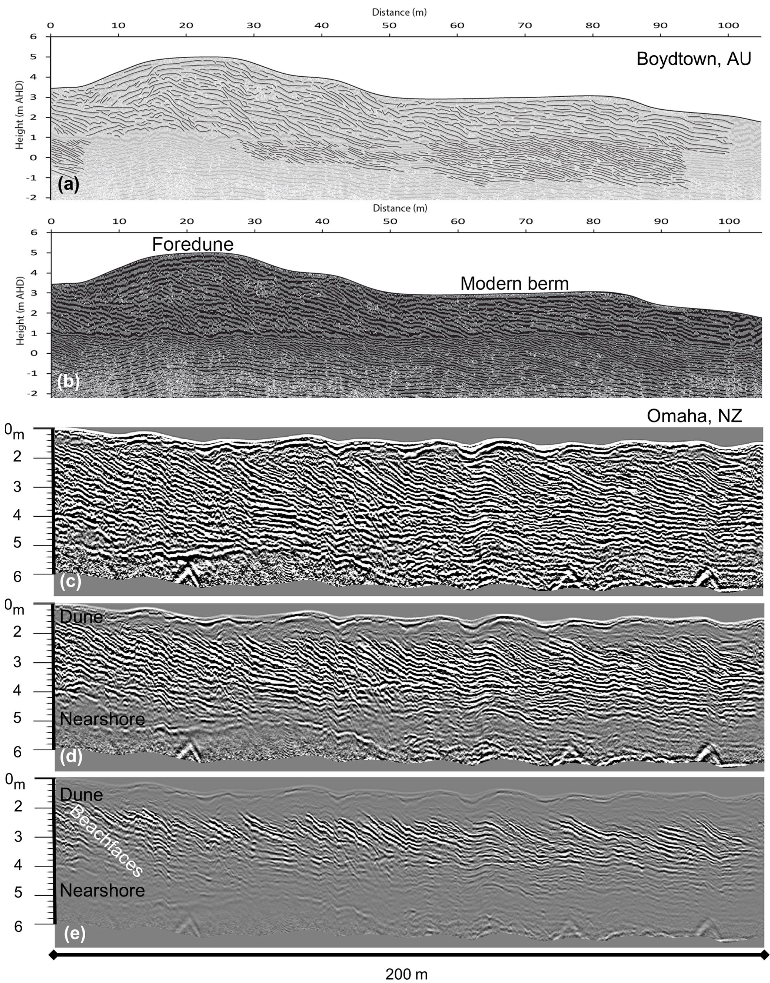 Distance (m)
0 10 20 30 40 50 60 70 80 90 100
6
5
4
3
2
1
0
-1
-2
Height (m AHD)
Boydtown, AU
(a)
Distance (m)
0 10 20 30 40 50 60 70 80 90 100
6
5
4
3
2
1
0
-1
-2
Height (m AHD)
Foredune
Modern berm
(b)
Omaha, NZ
0m
2
3
4
5
6
(c)
0m
2
3
4
5
6
Dune
Nearshore
(d)
0m
2
3
4
5
6
Dune
Beachfaces
Nearshore
(e)
200 m